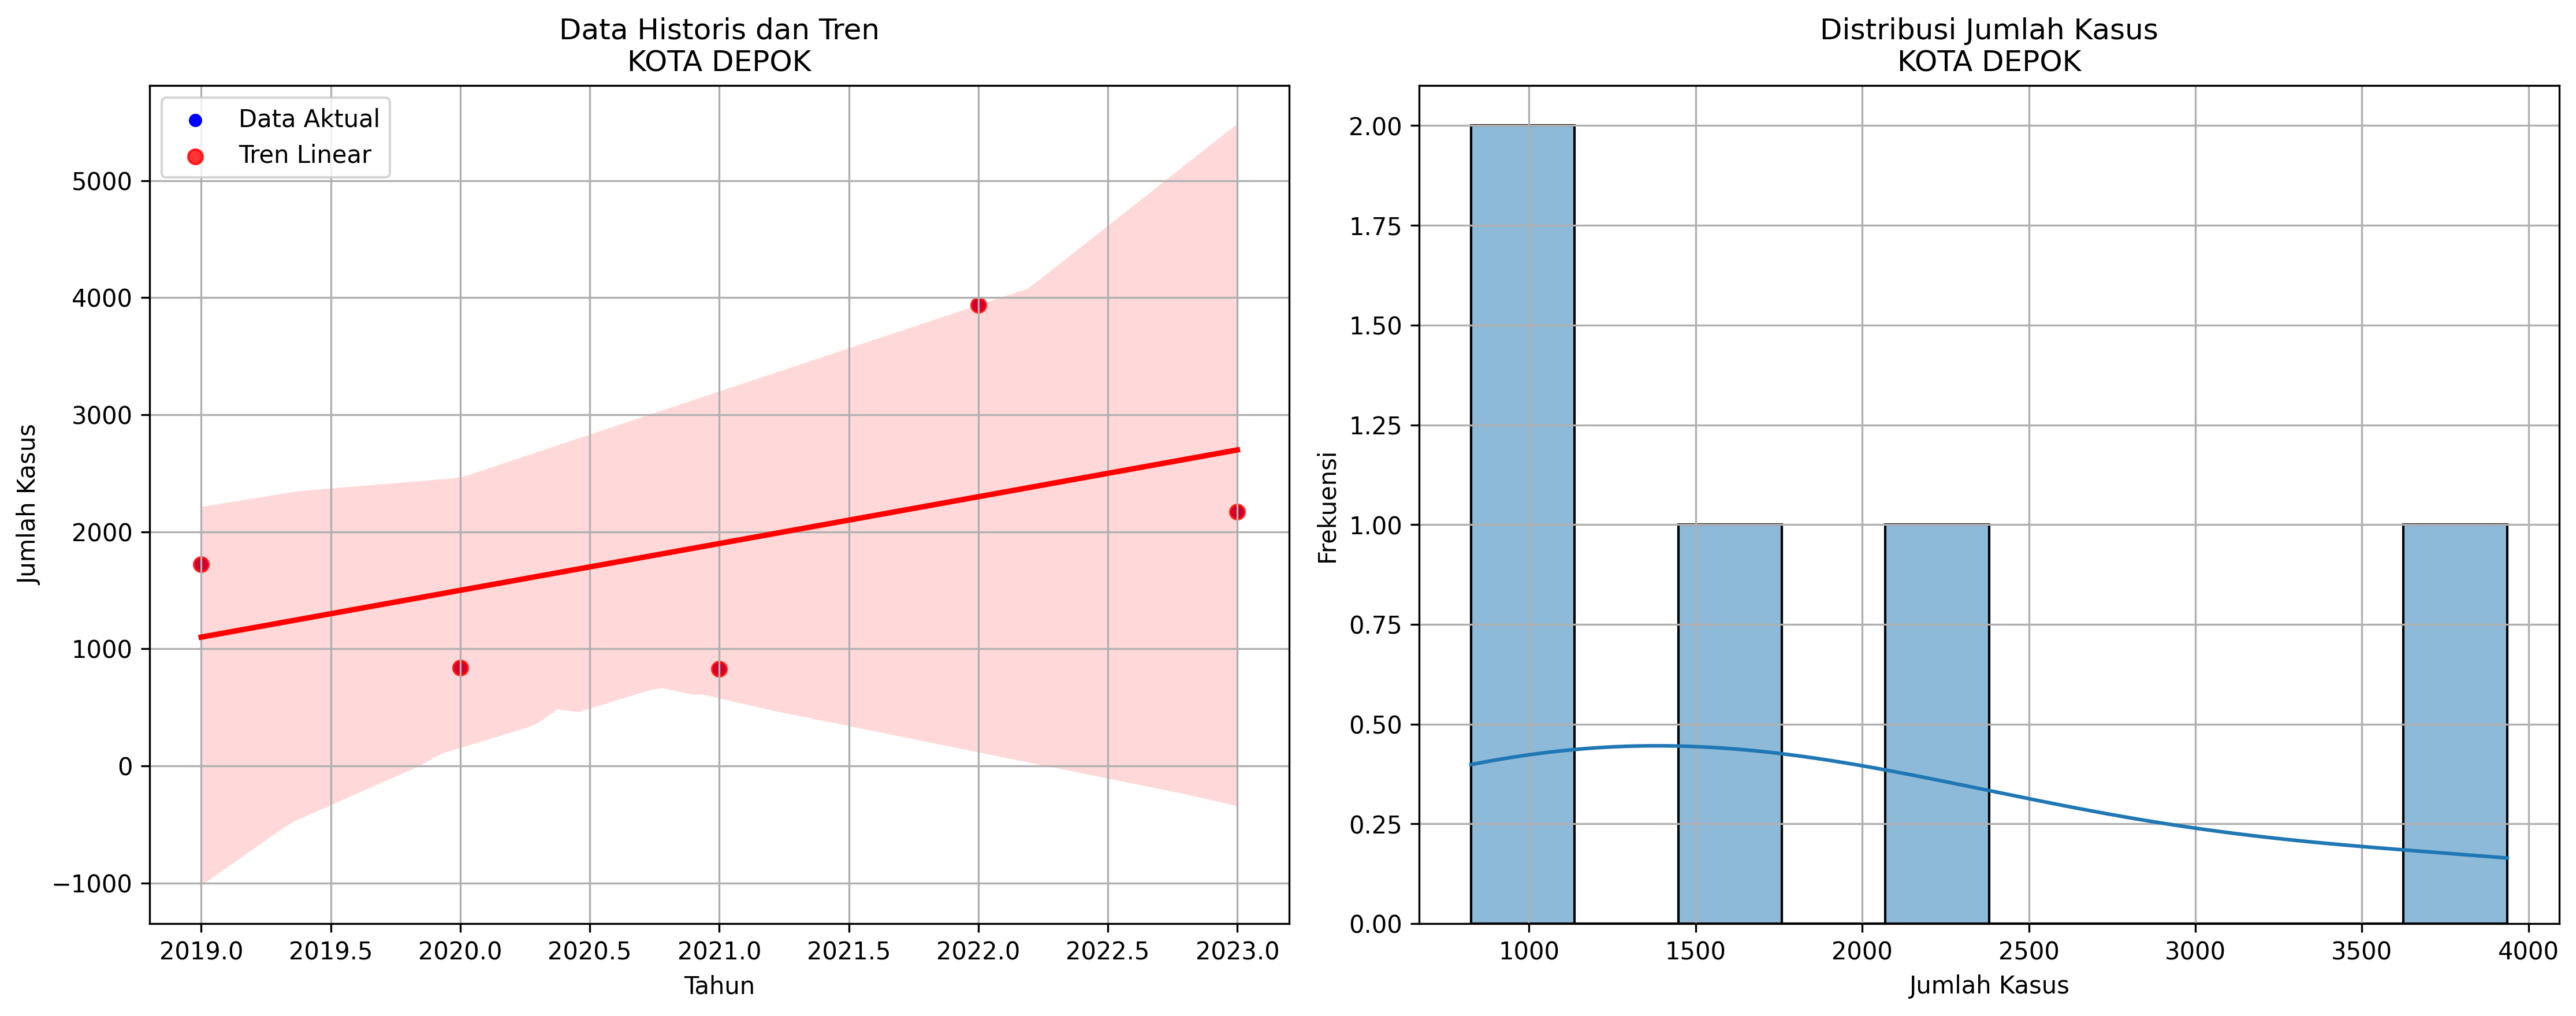 Data Historis dan Tren
KOTA DEPOK
Data Aktual
Tren Linear
Jumlah Kasus
5000
4000
3000
2000
1000
0
−1000
2019.0 2019.5 2020.0 2020.5 2021.0 2021.5 2022.0 2022.5 2023.0
Tahun
Distribusi Jumlah Kasus
KOTA DEPOK
Frekuensi
2.00
1.75
1.50
1.25
1.00
0.75
0.50
0.25
0.00
1000 1500 2000 2500 3000 3500 4000
Jumlah Kasus